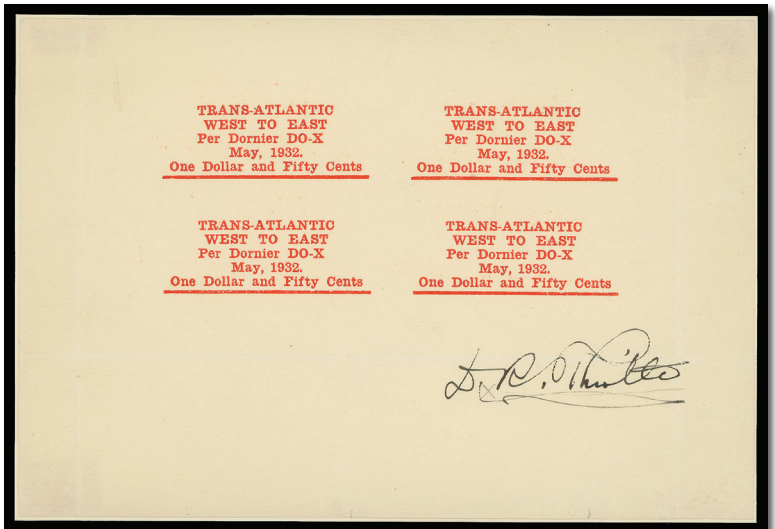 TRANS-ATLANTIC
WEST TO EAST
Per Dornier DO-X
May, 1932.
One Dollar and Fifty Cents
TRANS-ATLANTIC
WEST TO EAST
Per Dornier DO-X
May, 1932.
One Dollar and Fifty Cents
TRANS-ATLANTIC
WEST TO EAST
Per Dornier DO-X
May, 1932.
One Dollar and Fifty Cents
TRANS-ATLANTIC
WEST TO EAST
Per Dornier DO-X
May, 1932.
One Dollar and Fifty Cents
D. R.